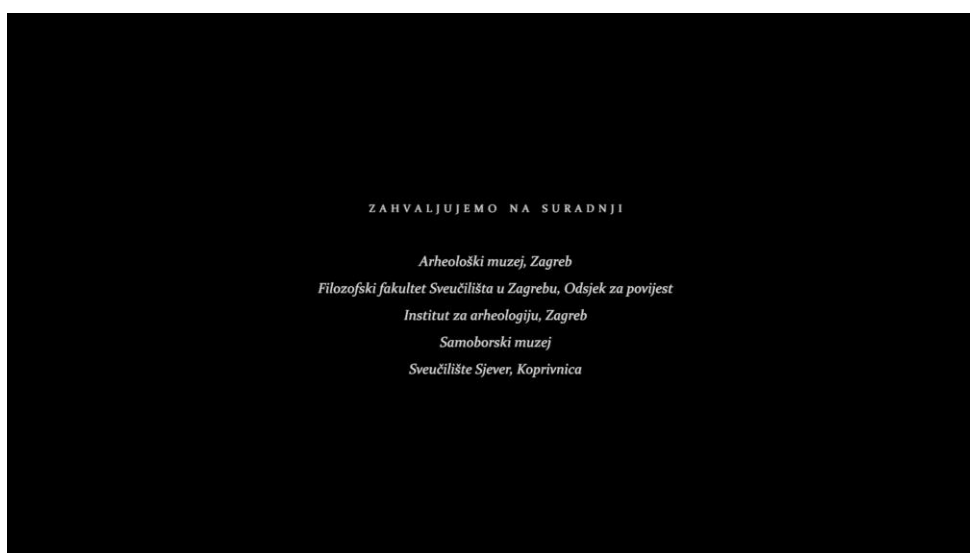 ZAHVALJUJEMO NA SURADNJI
Arheološki muzej, Zagreb
Filozofski fakultet Sveučilišta u Zagrebu, Odsjek za povijest
Institut za arheologiju, Zagreb
Samoborski muzej
Sveučilište Sjever, Koprivnica